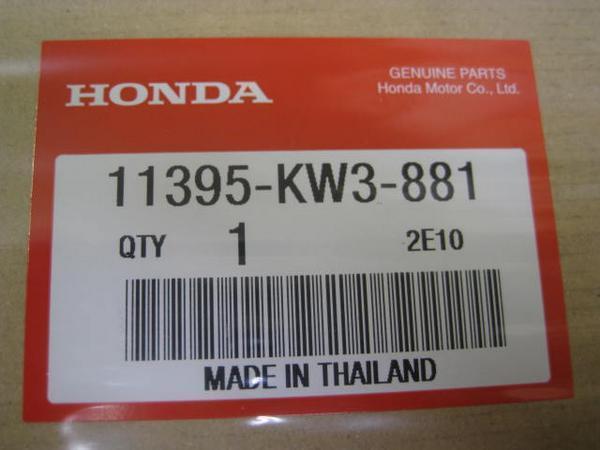 HONDA
GENUINE PARTS
Honda Motor Co., Ltd.
11395-KW3-881
QTY 1 2E10
MADE IN THAILAND